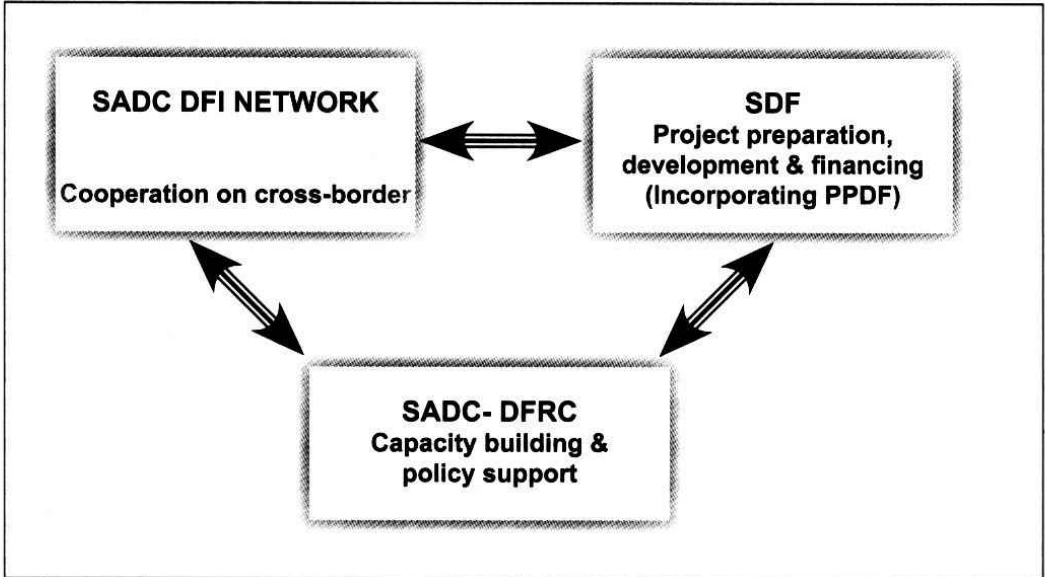 SADC DFI NETWORK
Cooperation on cross-border
SDF
Project preparation,
development & financing
(Incorporating PPDF)
SADC- DFRC
Capacity building &
policy support